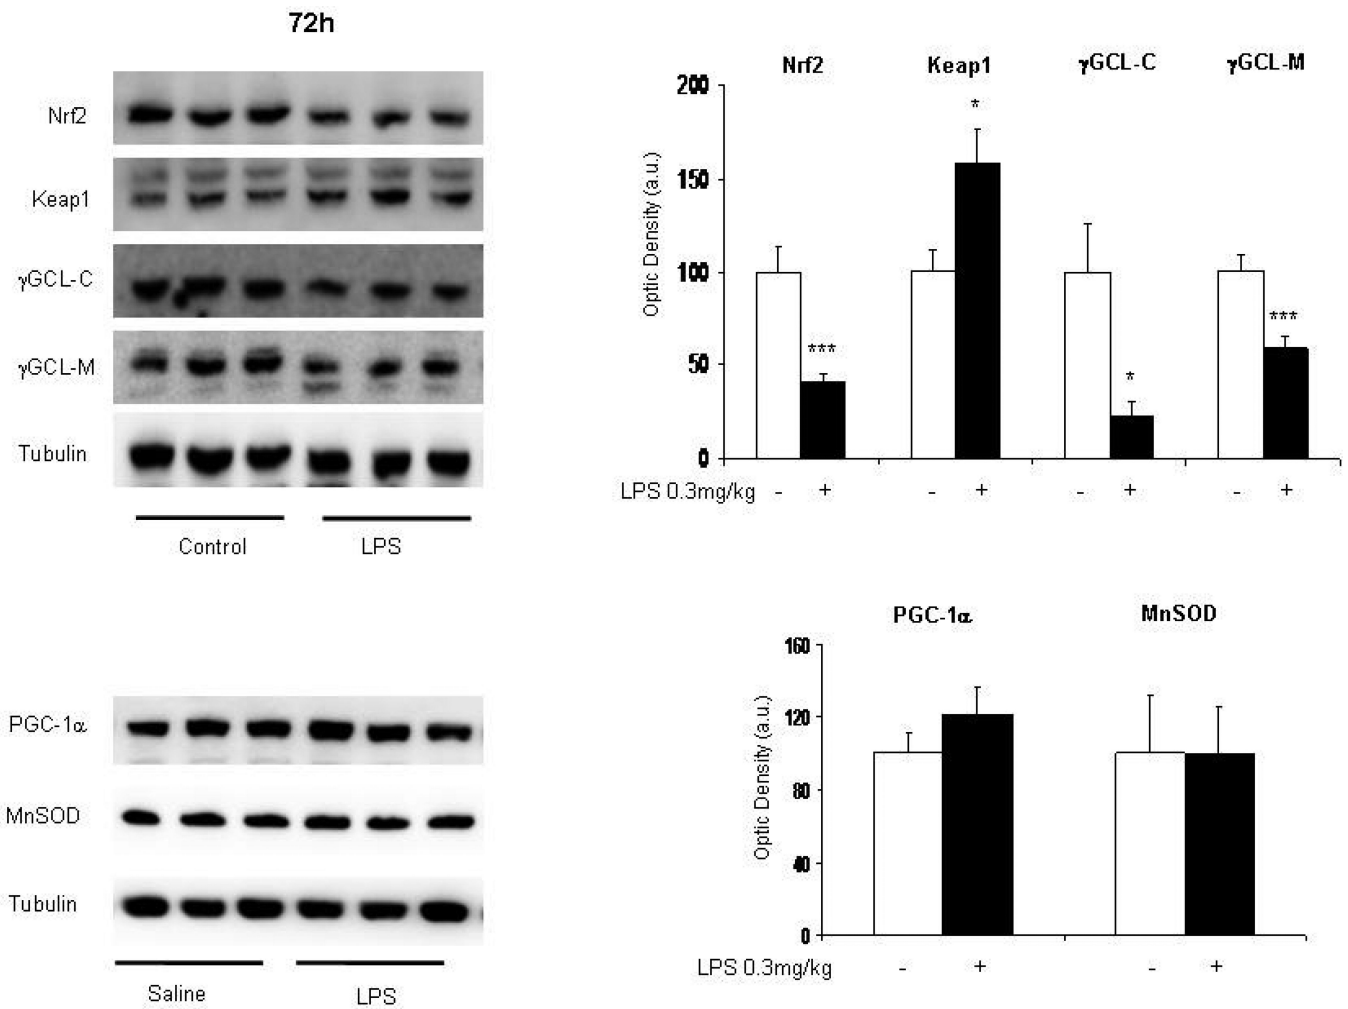 72h
Nrf2
Keap1
γGCL-C
γGCL-M
Tubulin
Control LPS
Nrf2 Keap1 γGCL-C γGCL-M
Optic Density (a.u.)
200
150
100
50
0
*
***
*
***
LPS 0.3mg/kg - + - + - + - +
PGC-1α
MnSOD
Tubulin
Saline LPS
PGC-1α MnSOD
Optic Density (a.u.)
160
120
80
40
0
LPS 0.3mg/kg - + - +